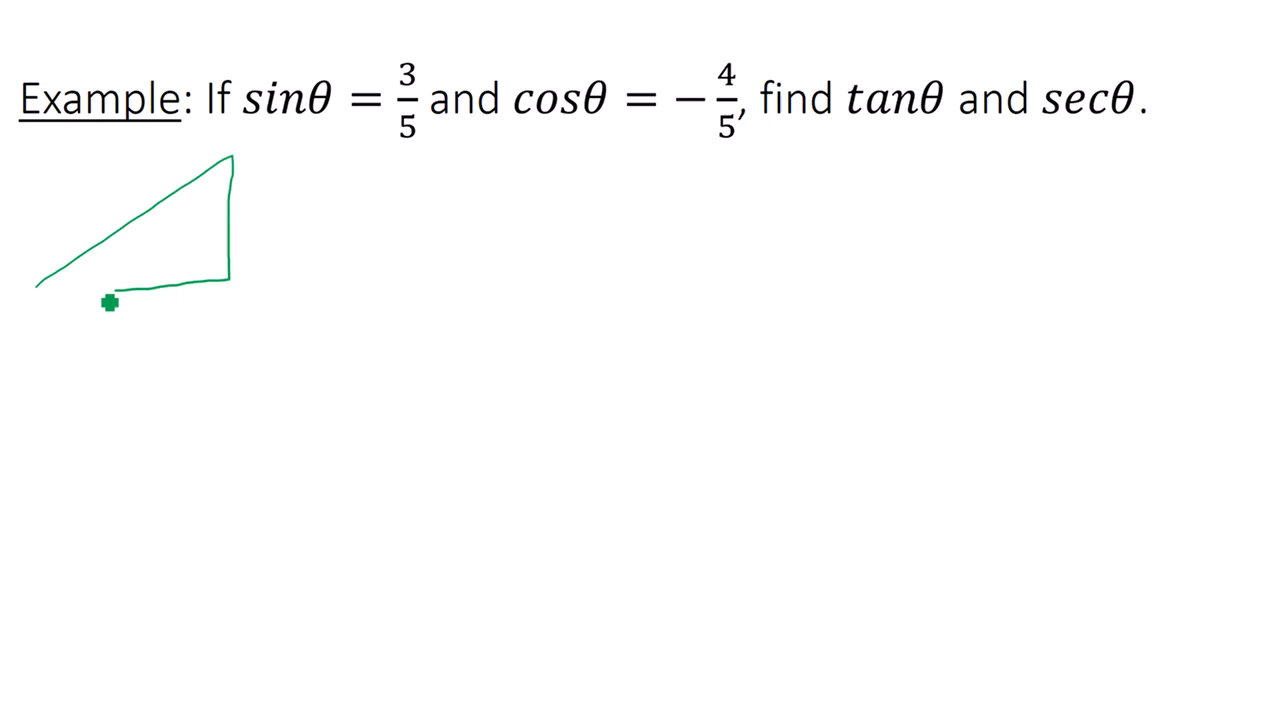 Example: If sinθ = 3/5 and cosθ = −4/5, find tanθ and secθ.